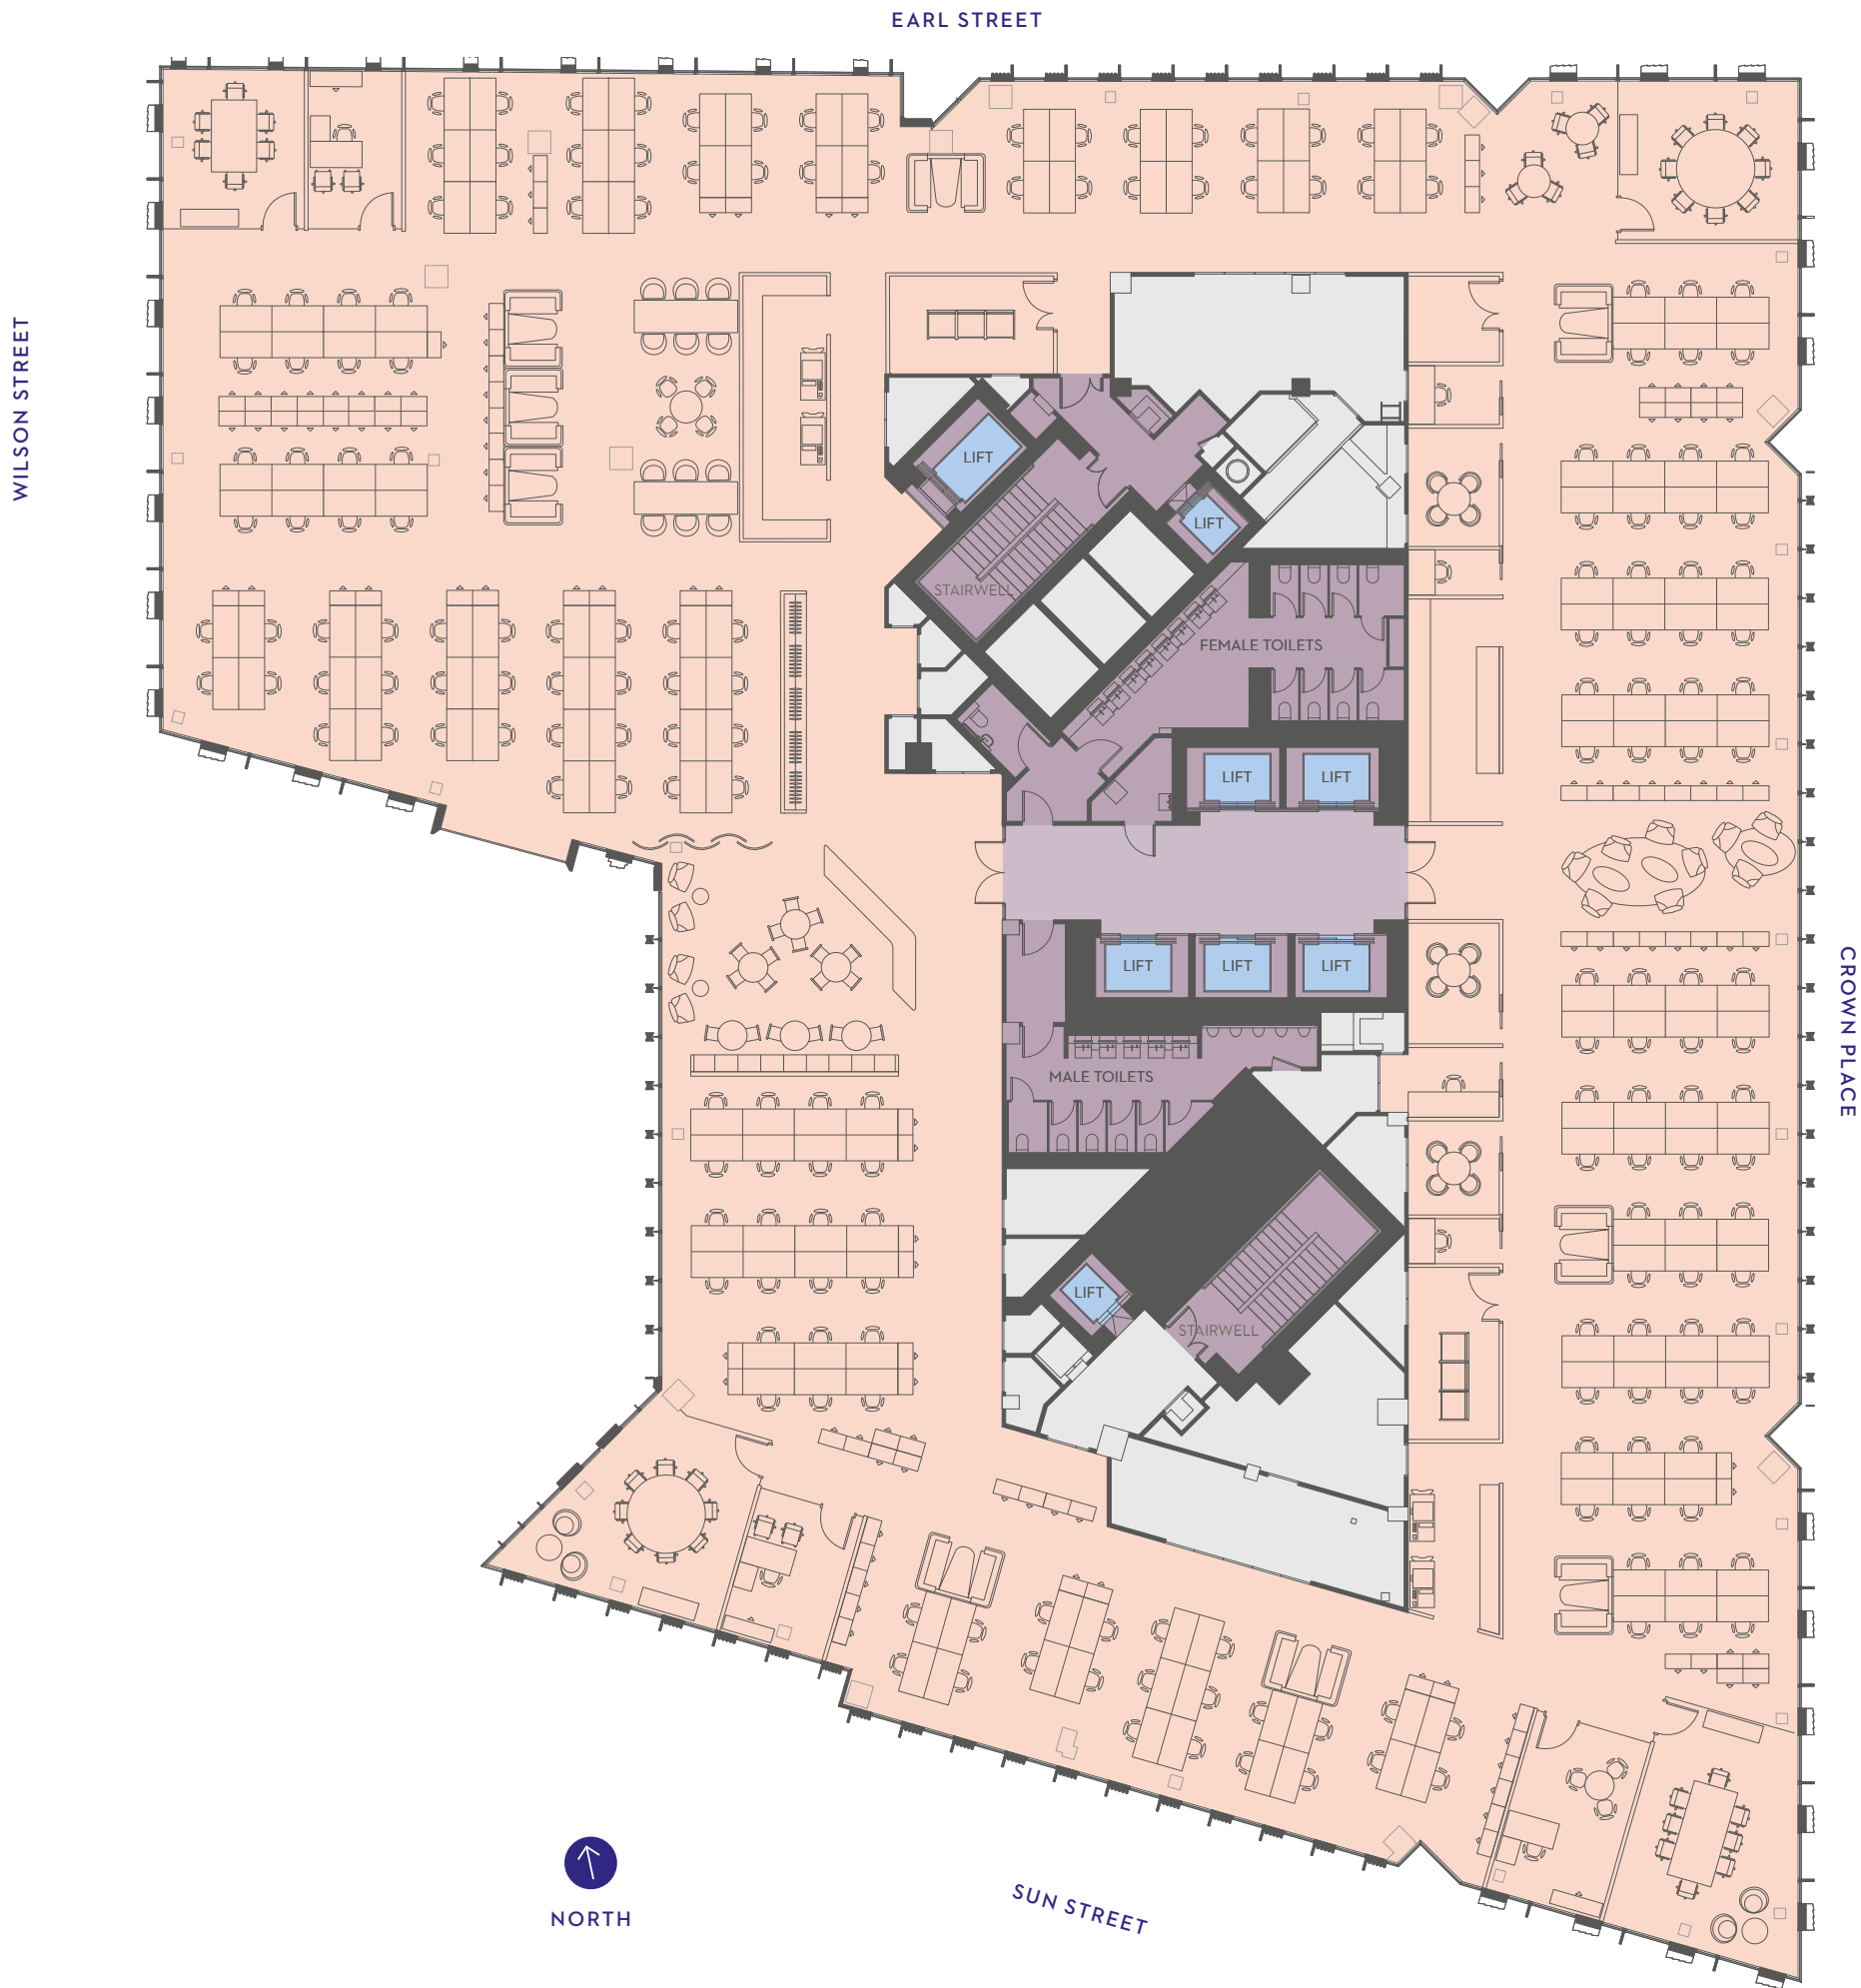 EARL STREET
WILSON STREET
LIFT
LIFT
STAIRWELL
FEMALE TOILETS
LIFT
LIFT
LIFT
LIFT
LIFT
CROWN PLACE
MALE TOILETS
LIFT
STAIRWELL
NORTH
SUN STREET